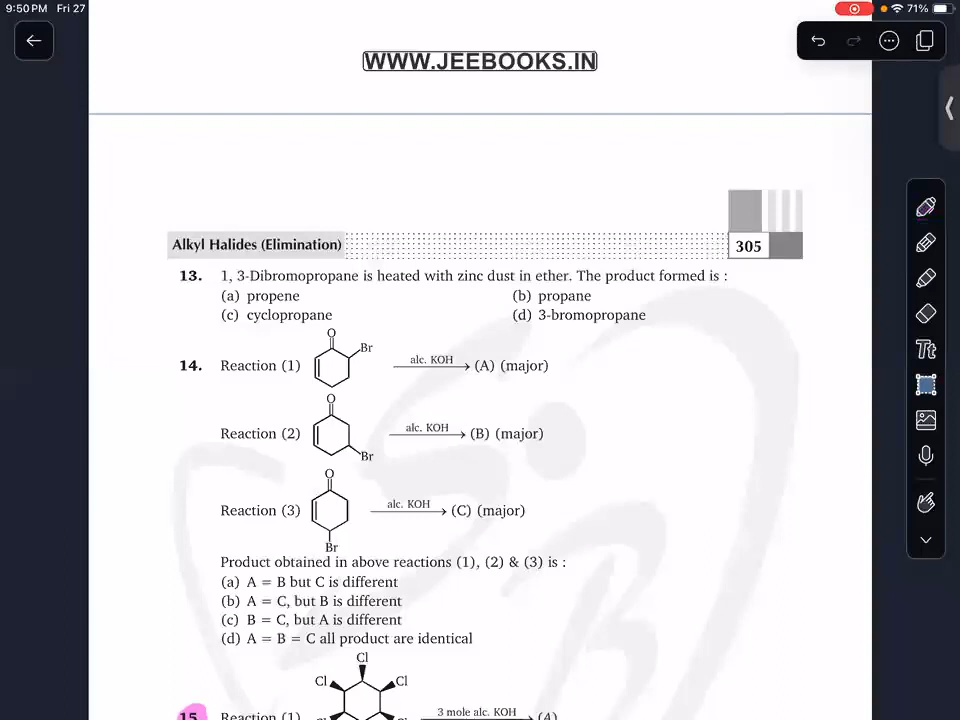 9:50 PM Fri 27
71%
WWW.JEEBOOKS.IN
Alkyl Halides (Elimination)
305
13. 1, 3-Dibromopropane is heated with zinc dust in ether. The product formed is :
(a) propene (b) propane
(c) cyclopropane (d) 3-bromopropane
14. Reaction (1) O Br alc. KOH (A) (major)
Reaction (2) O Br alc. KOH (B) (major)
Reaction (3) O Br alc. KOH (C) (major)
Product obtained in above reactions (1), (2) & (3) is :
(a) A = B but C is different
(b) A = C, but B is different
(c) B = C, but A is different
(d) A = B = C all product are identical
Cl
Cl Cl
15. Reaction (1) 3 mole alc. KOH (A)
Tt